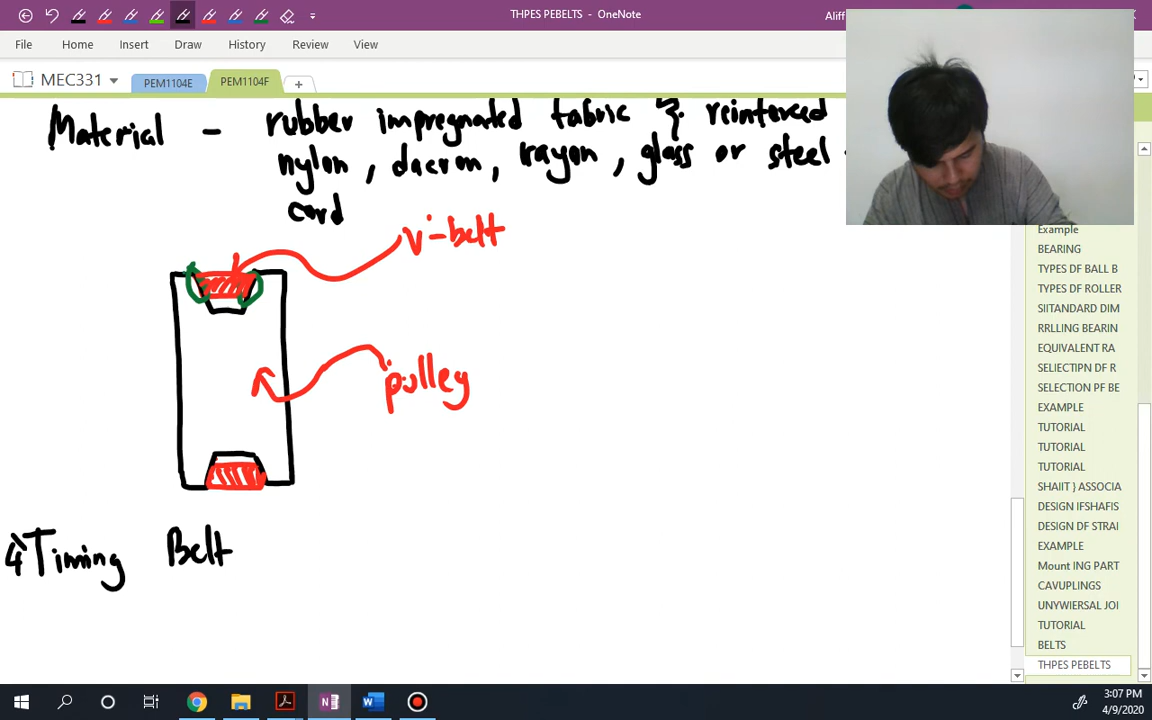 THPES PEBELTS - OneNote
Aliff
File Home Insert Draw History Review View
MEC331
PEM1104E
PEM1104F
Material - rubber impregnated fabric & reinforced
nylon, dacron, rayon, glass or steel
cord
V-belt
pulley
4) Timing Belt
Example
BEARING
TYPES DF BALL B
TYPES DF ROLLER
SIITANDARD DIM
RRLLING BEARIN
EQUIVALENT RA
SELIECTIPN DF R
SELECTION PF BE
EXAMPLE
TUTORIAL
TUTORIAL
TUTORIAL
SHAIIT } ASSOCIA
DESIGN IFSHAFIS
DESIGN DF STRAI
EXAMPLE
Mount ING PART
CAVUPLINGS
UNYWIERSAL JOI
TUTORIAL
BELTS
THPES PEBELTS
3:07 PM
4/9/2020